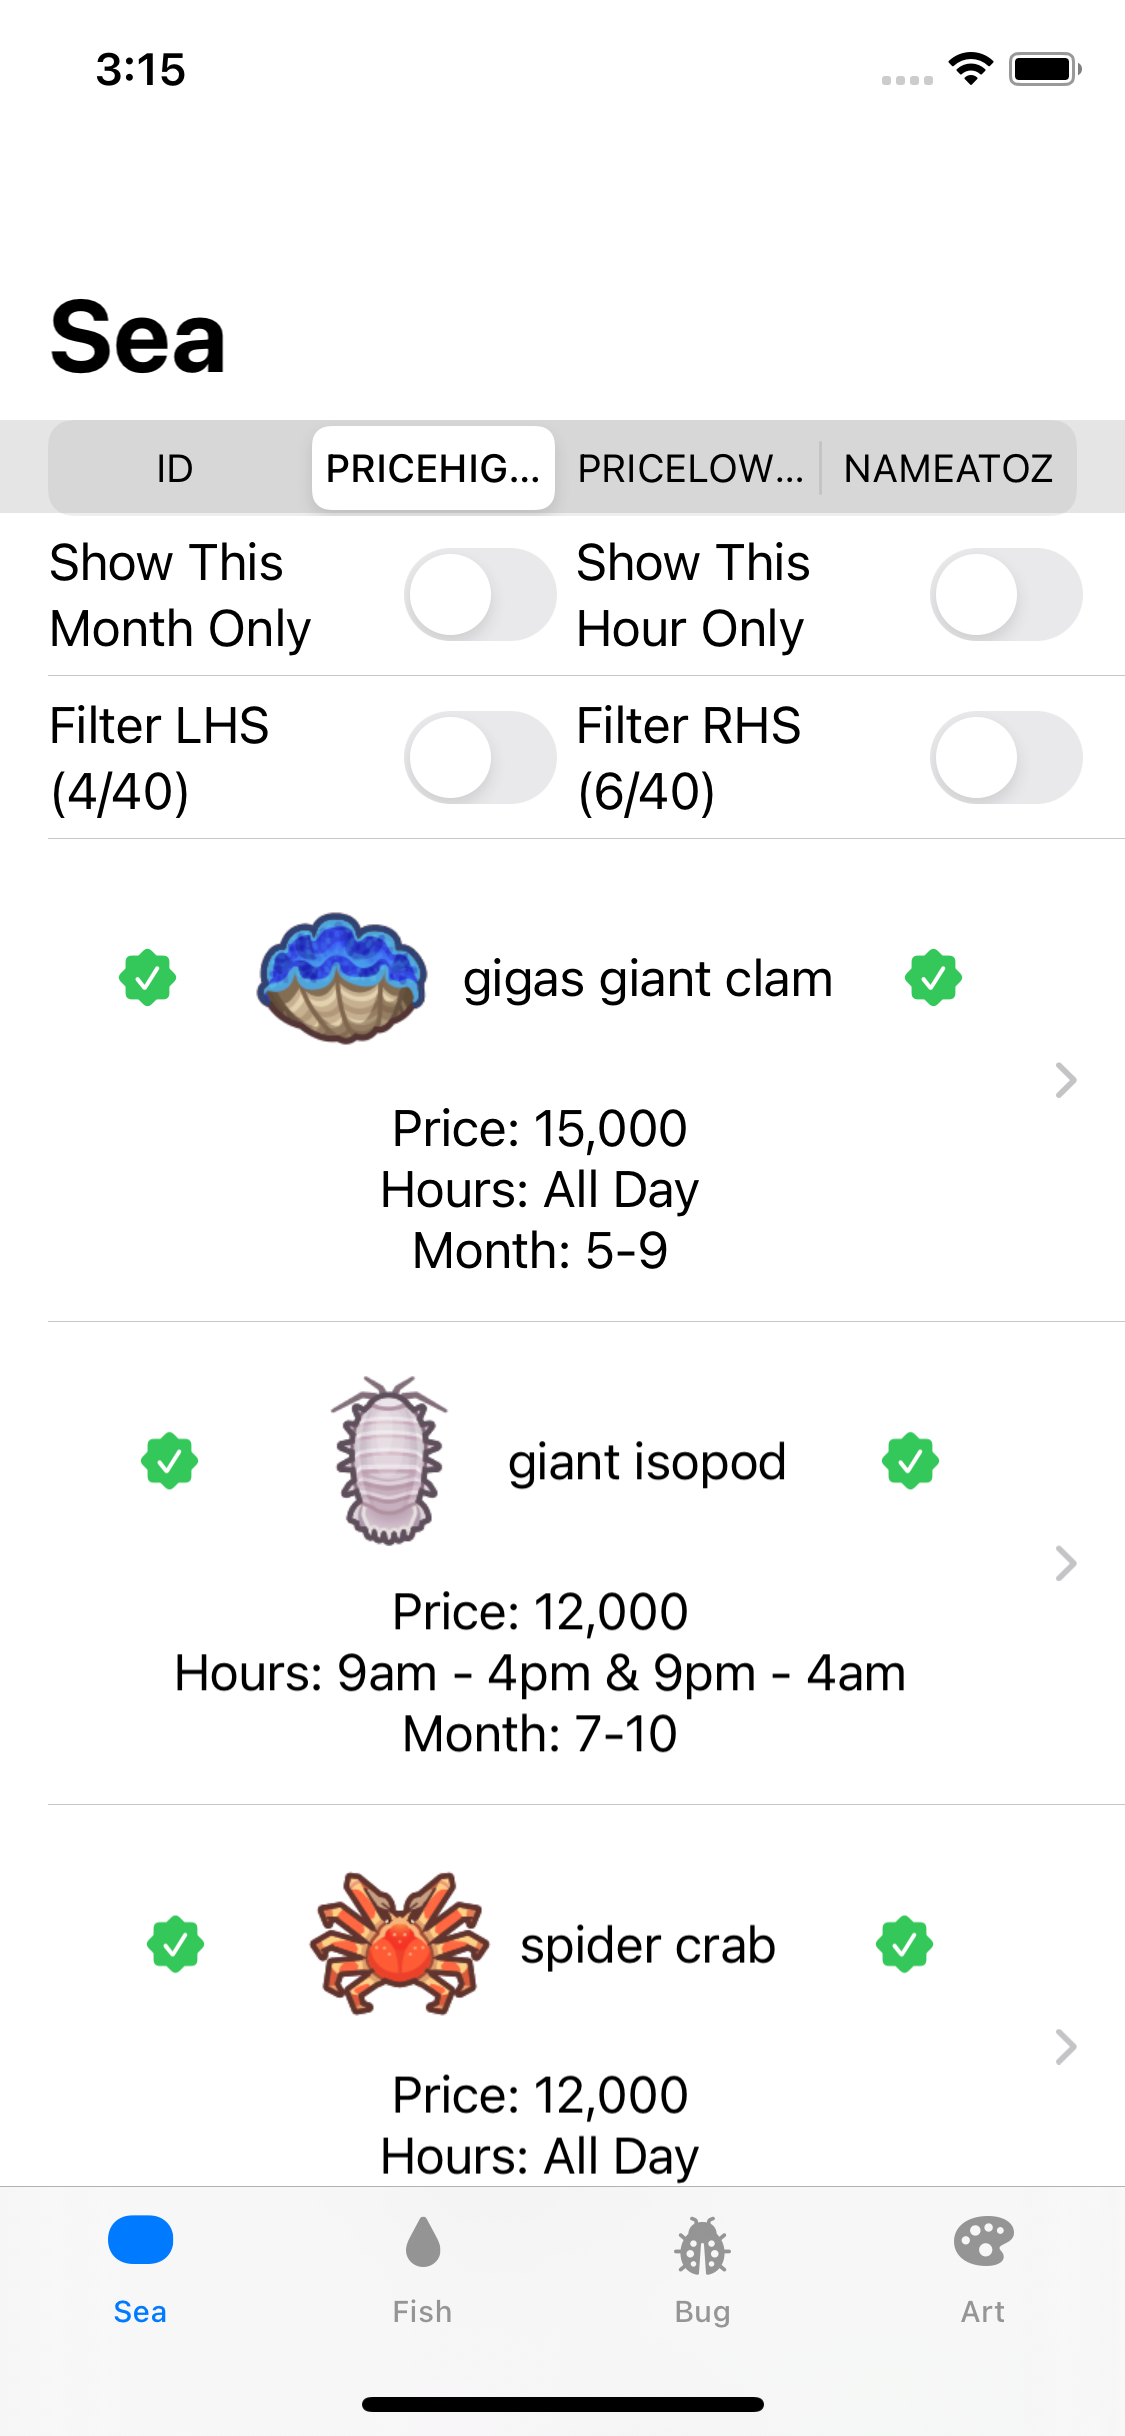 3:15
Sea
ID PRICEHIG... PRICELOW... NAMEATOZ
Show This
Month Only
Show This
Hour Only
Filter LHS
(4/40)
Filter RHS
(6/40)
gigas giant clam
Price: 15,000
Hours: All Day
Month: 5-9
giant isopod
Price: 12,000
Hours: 9am - 4pm & 9pm - 4am
Month: 7-10
spider crab
Price: 12,000
Hours: All Day
Sea Fish Bug Art